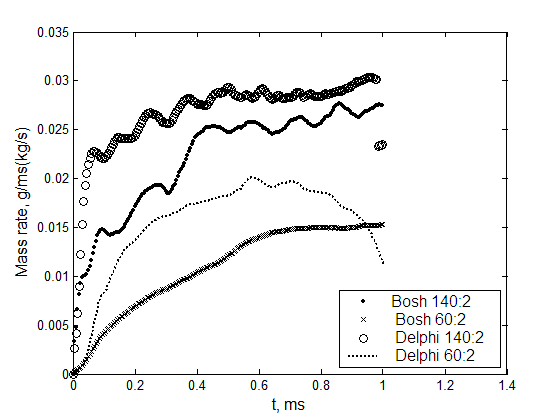 0.035
0.03
0.025
0.02
0.015
0.01
0.005
0
Mass rate, g/ms(kg/s)
Bosh 140:2
Bosh 60:2
Delphi 140:2
Delphi 60:2
0 0.2 0.4 0.6 0.8 1 1.2 1.4
t, ms